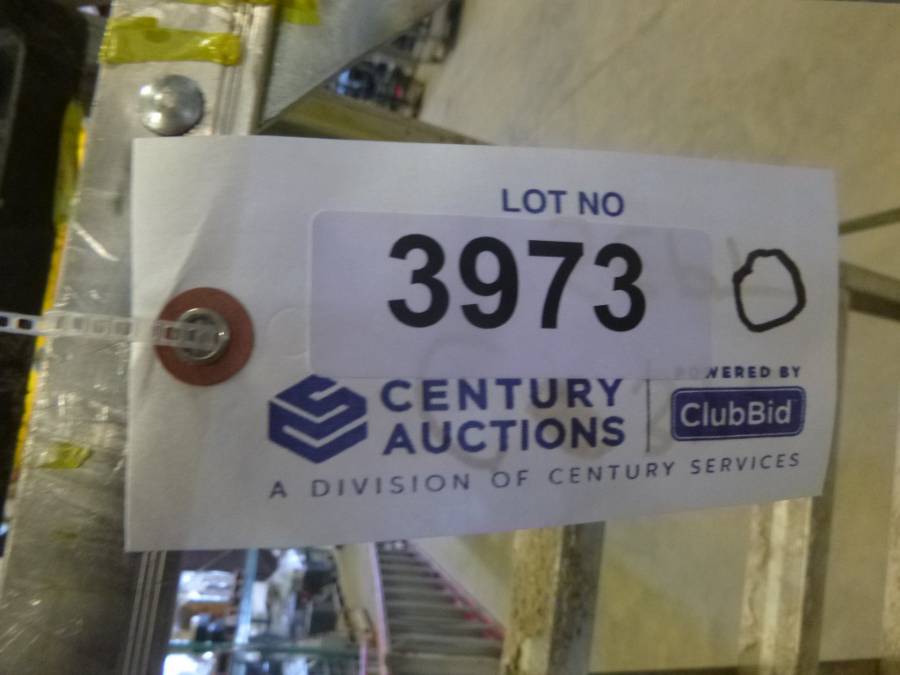 LOT NO
3973 O
CENTURY
AUCTIONS
POWERED BY
ClubBid
A DIVISION OF CENTURY SERVICES